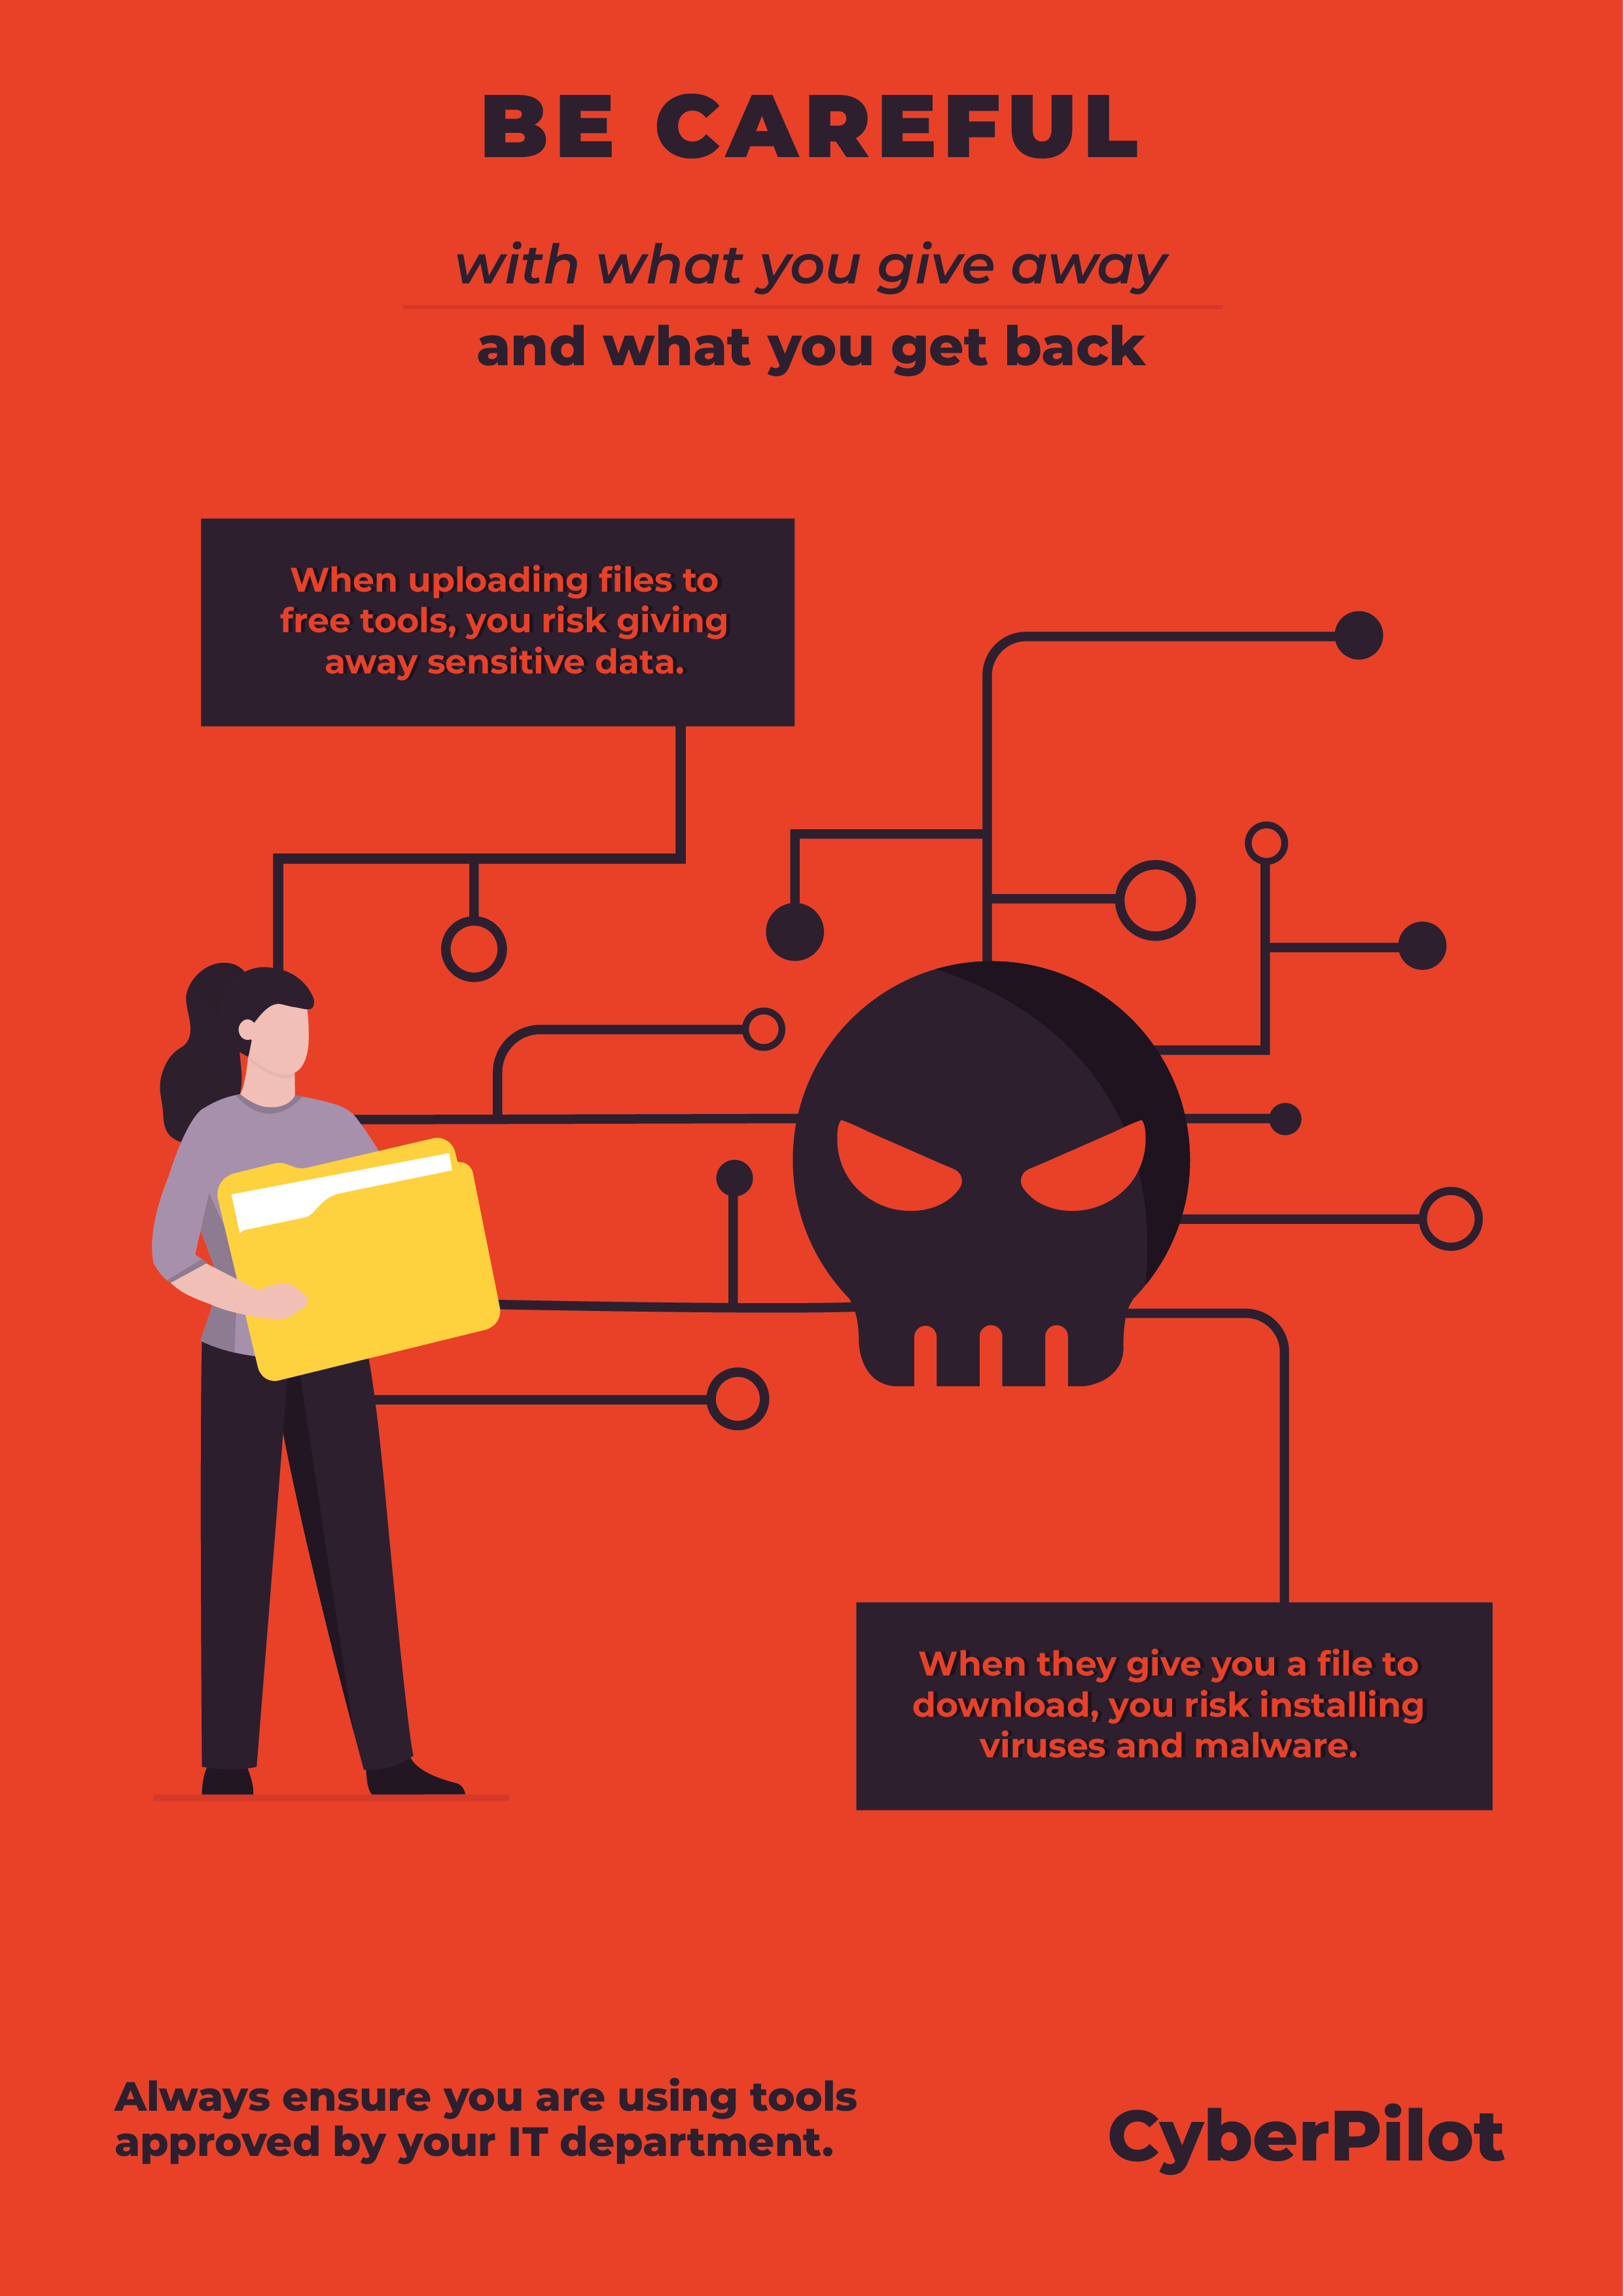 BE CAREFUL
with what you give away
and what you get back
When uploading files to
free tools, you risk giving
away sensitive data.
When they give you a file to
download, you risk installing
viruses and malware.
Always ensure you are using tools
approved by your IT department.
CyberPilot